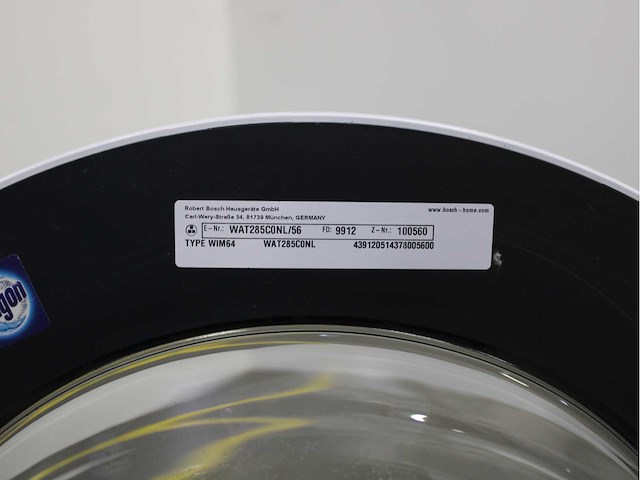 Robert Bosch Hausgeräte GmbH www.bosch-home.com
Carl-Wery-Straße 34, 81739 München, GERMANY
E-Nr.: WAT285C0NL/56 FD: 9912 Z-Nr.: 100560
TYPE WIM64 WAT285C0NL 439120514378005600